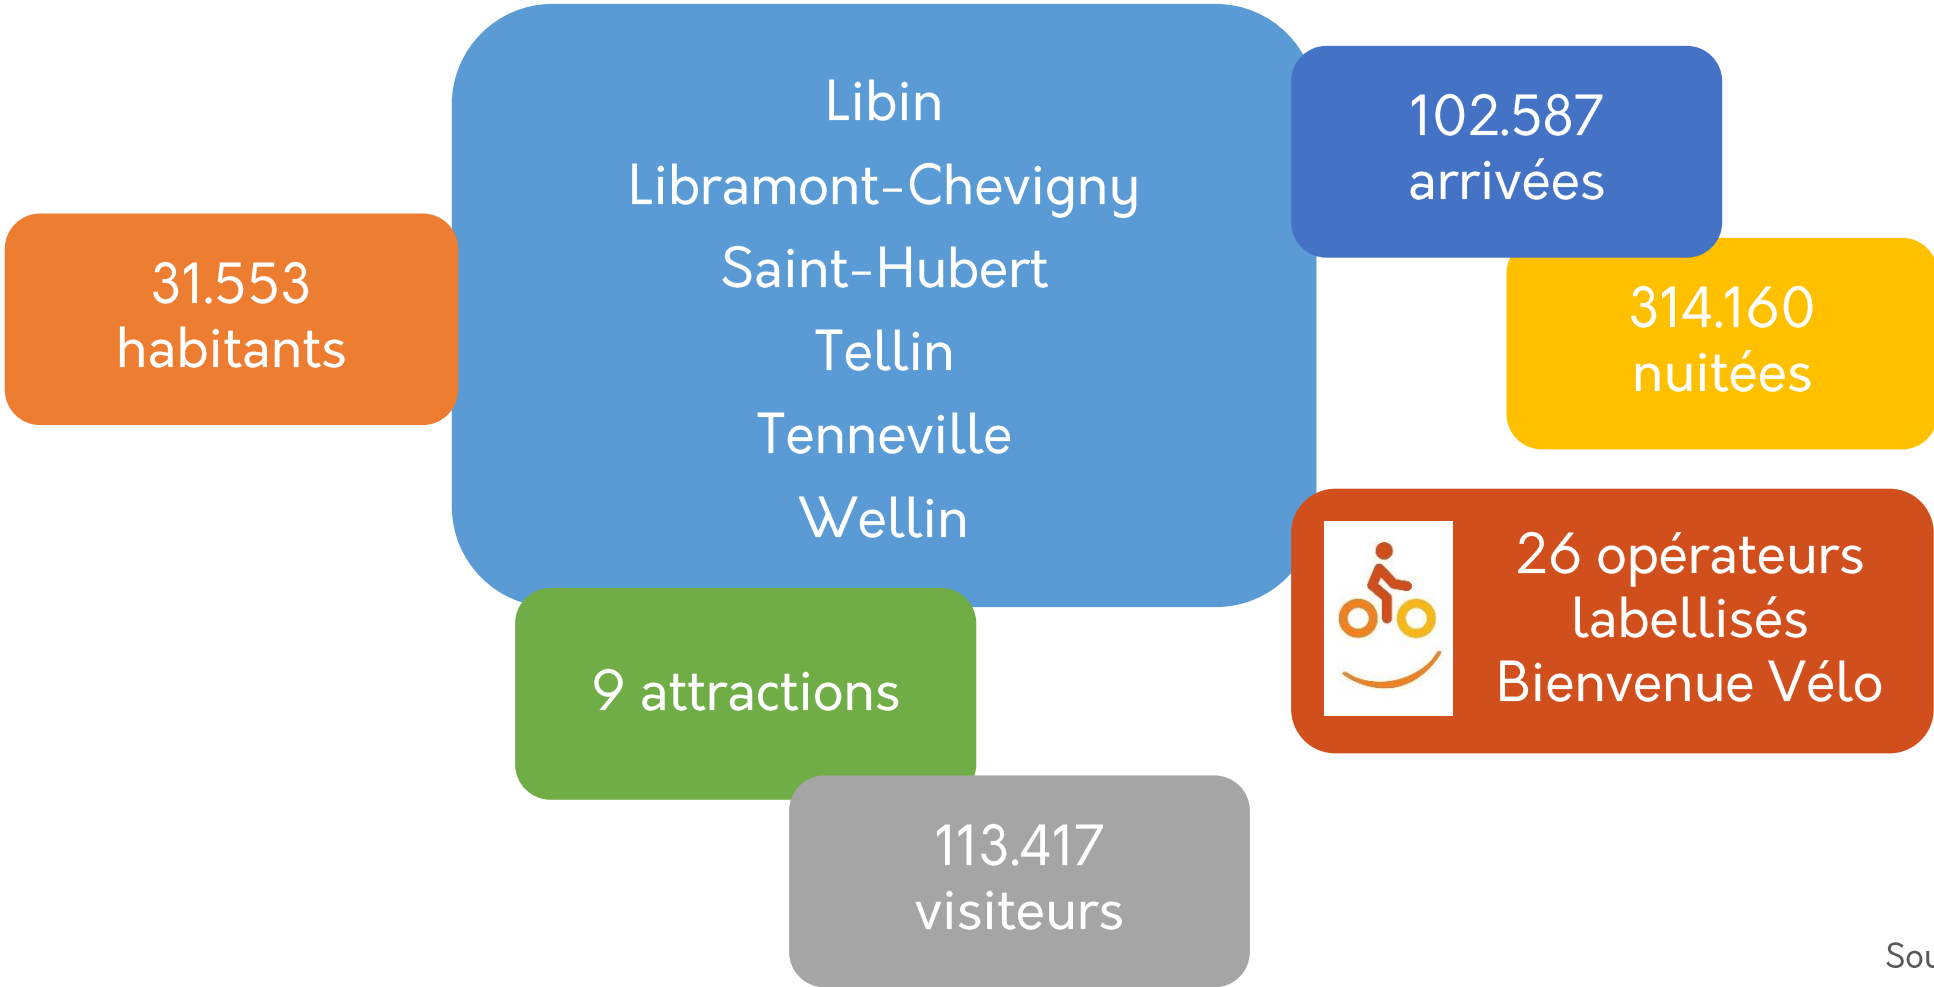 Libin
Libramont-Chevigny
Saint-Hubert
Tellin
Tenneville
Wellin
31.553
habitants
102.587
arrivées
314.160
nuitées
26 opérateurs
labellisés
Bienvenue Vélo
9 attractions
113.417
visiteurs